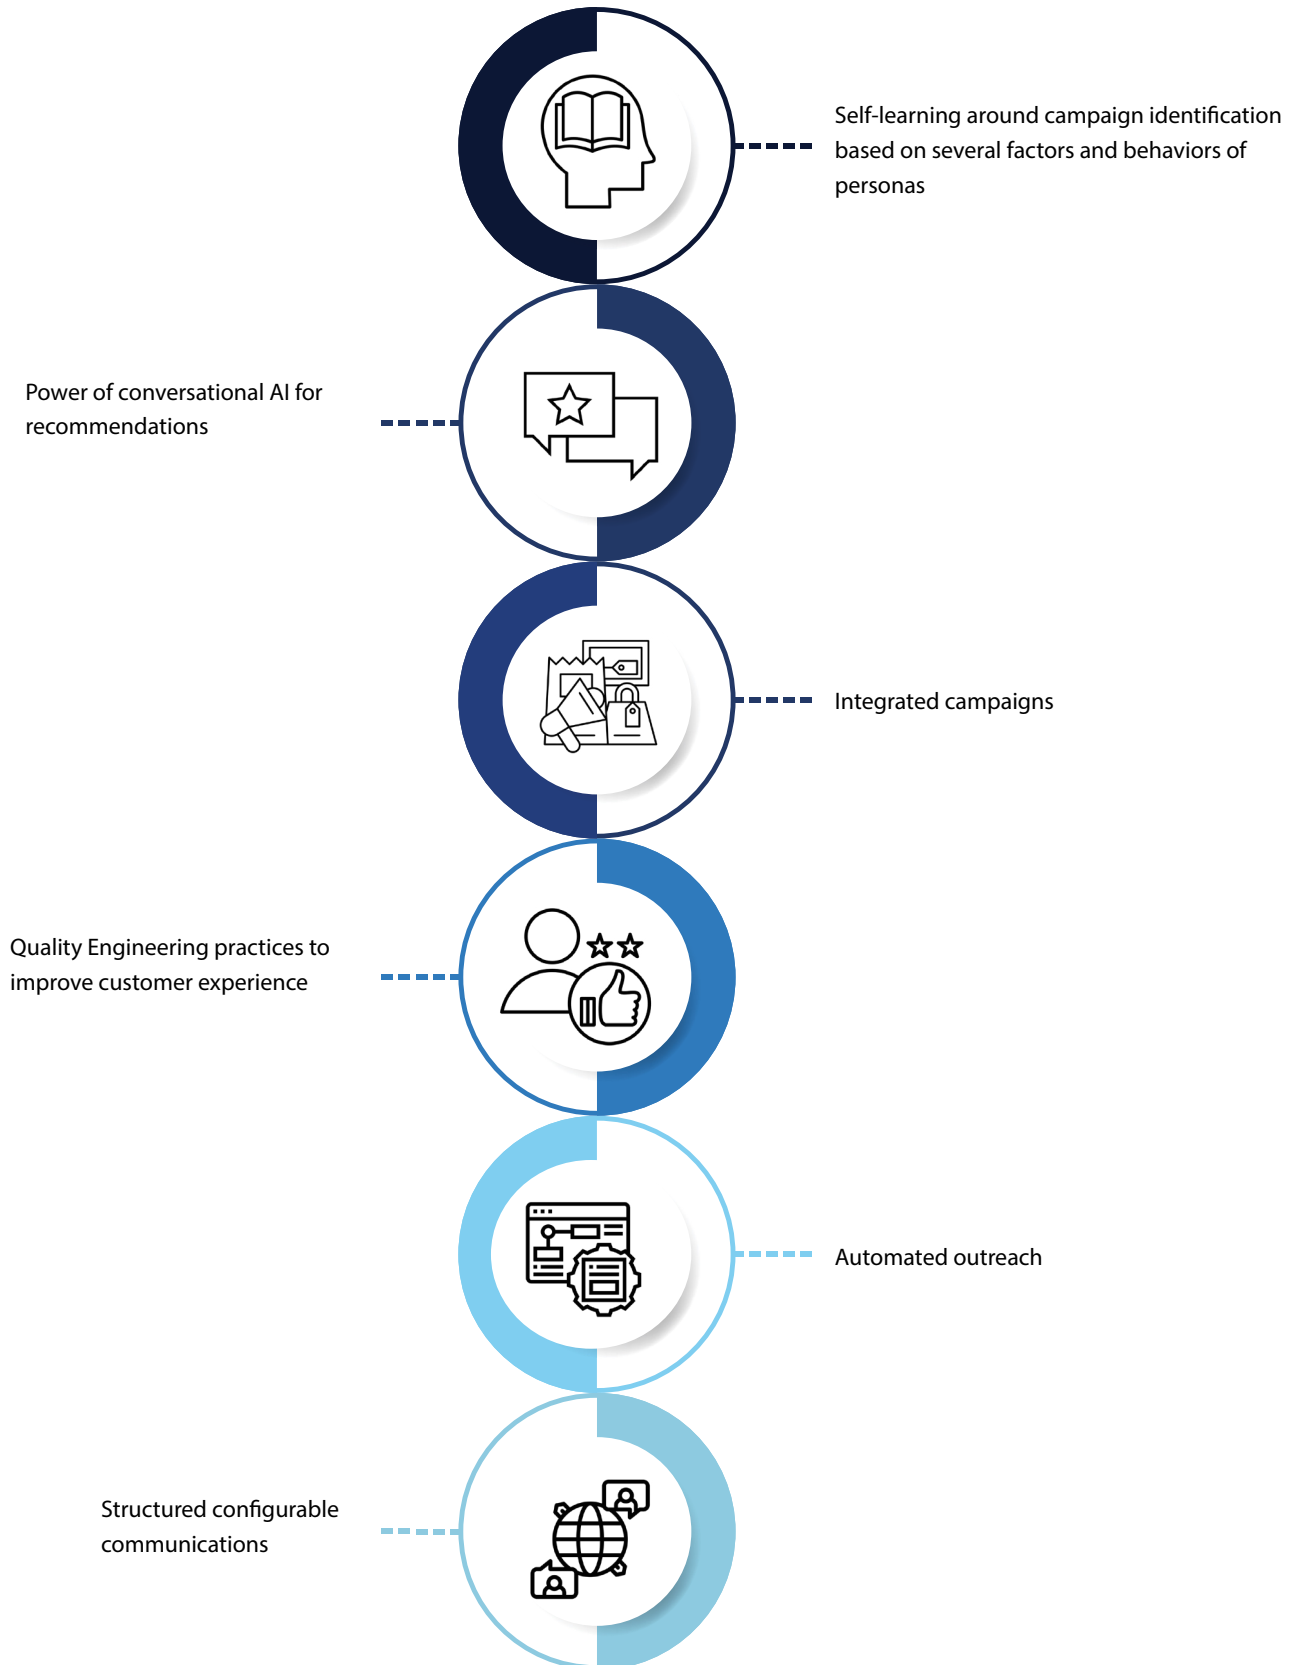 Self-learning around campaign identification
based on several factors and behaviors of
personas
Power of conversational AI for
recommendations
Integrated campaigns
Quality Engineering practices to
improve customer experience
Automated outreach
Structured configurable
communications